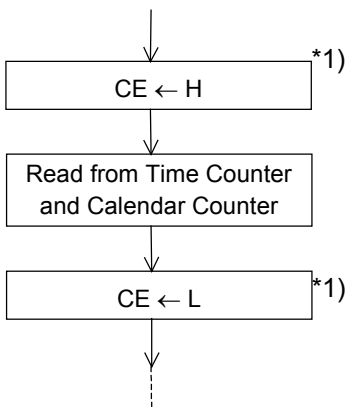 *1)
CE ← H
Read from Time Counter
and Calendar Counter
*1)
CE ← L